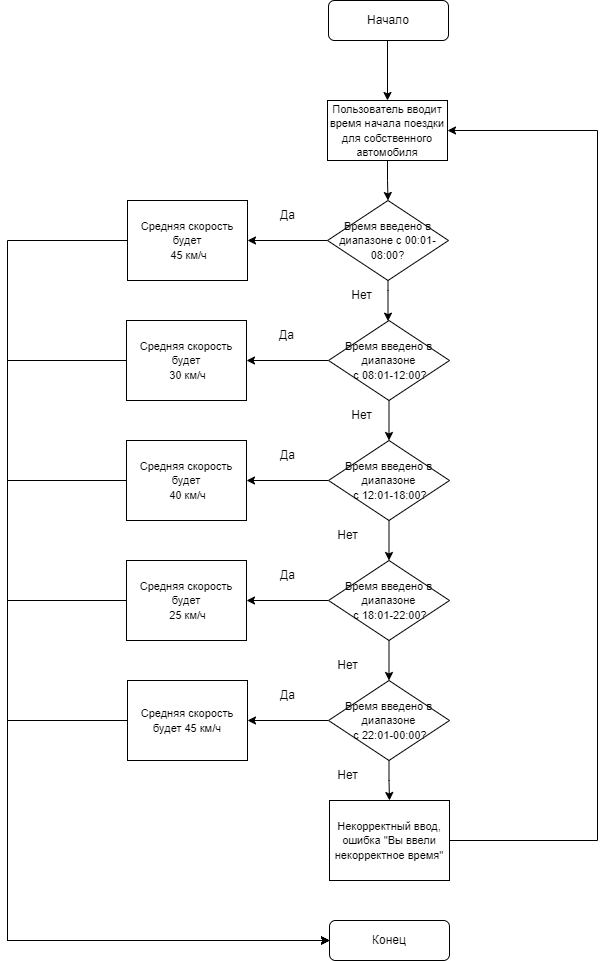 Начало
Пользователь вводит
время начала поездки
для собственного
автомобиля
Да
Средняя скорость
будет
45 км/ч
Время введено в
диапазоне с 00:01-
08:00?
Нет
Да
Средняя скорость
будет
30 км/ч
Время введено в
диапазоне
с 08:01-12:00?
Нет
Да
Средняя скорость
будет
40 км/ч
Время введено в
диапазоне
с 12:01-18:00?
Нет
Да
Средняя скорость
будет
25 км/ч
Время введено в
диапазоне
с 18:01-22:00?
Нет
Да
Средняя скорость
будет 45 км/ч
Время введено в
диапазоне
с 22:01-00:00?
Нет
Некорректный ввод,
ошибка "Вы ввели
некорректное время"
Конец